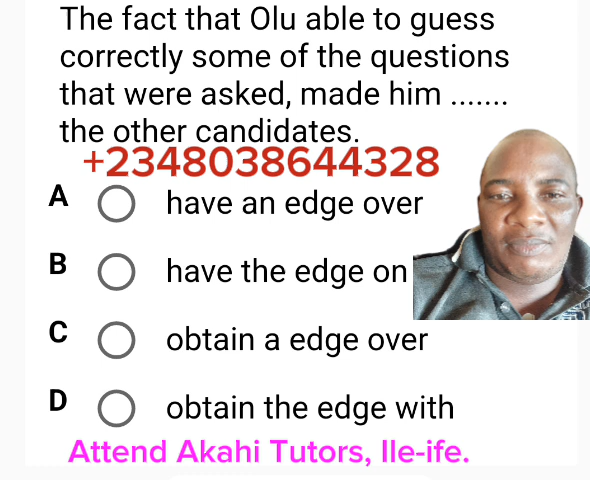 The fact that Olu able to guess
correctly some of the questions
that were asked, made him .......
the other candidates.
+2348038644328
A have an edge over
B have the edge on
C obtain a edge over
D obtain the edge with
Attend Akahi Tutors, Ile-ife.